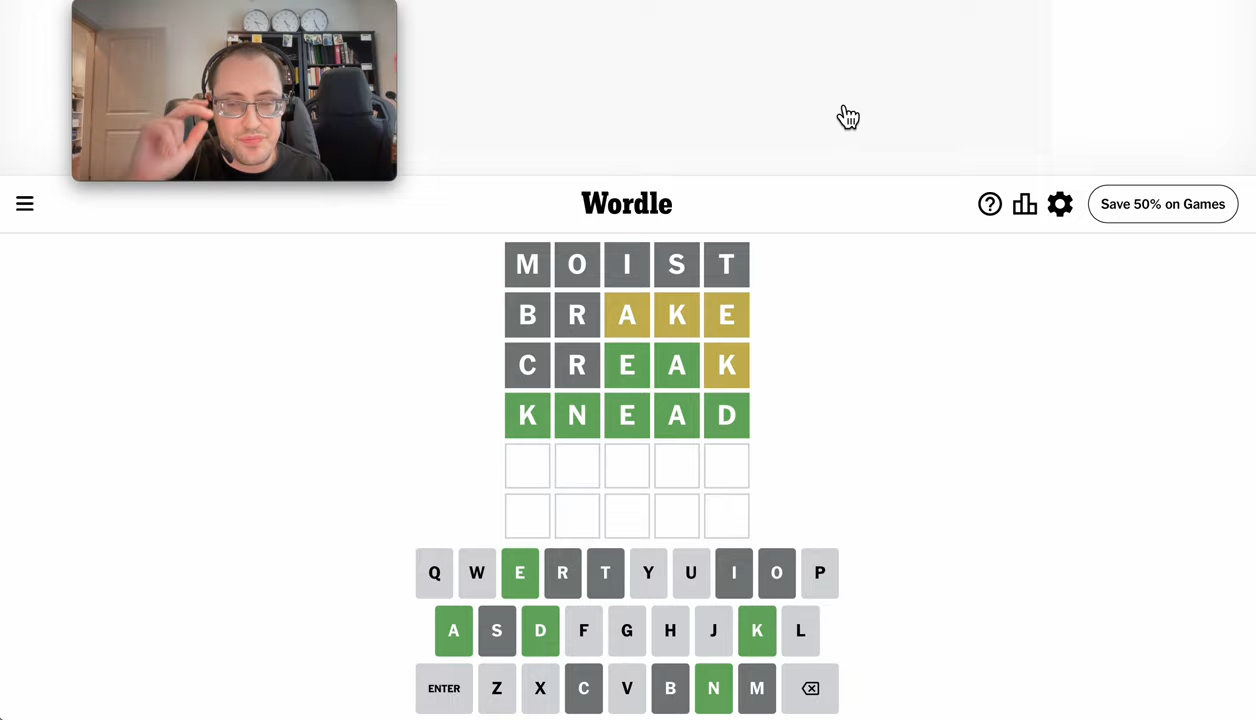 Wordle
Save 50% on Games
M O I S T
B R A K E
C R E A K
K N E A D
Q W E R T Y U I O P
A S D F G H J K L
ENTER Z X C V B N M